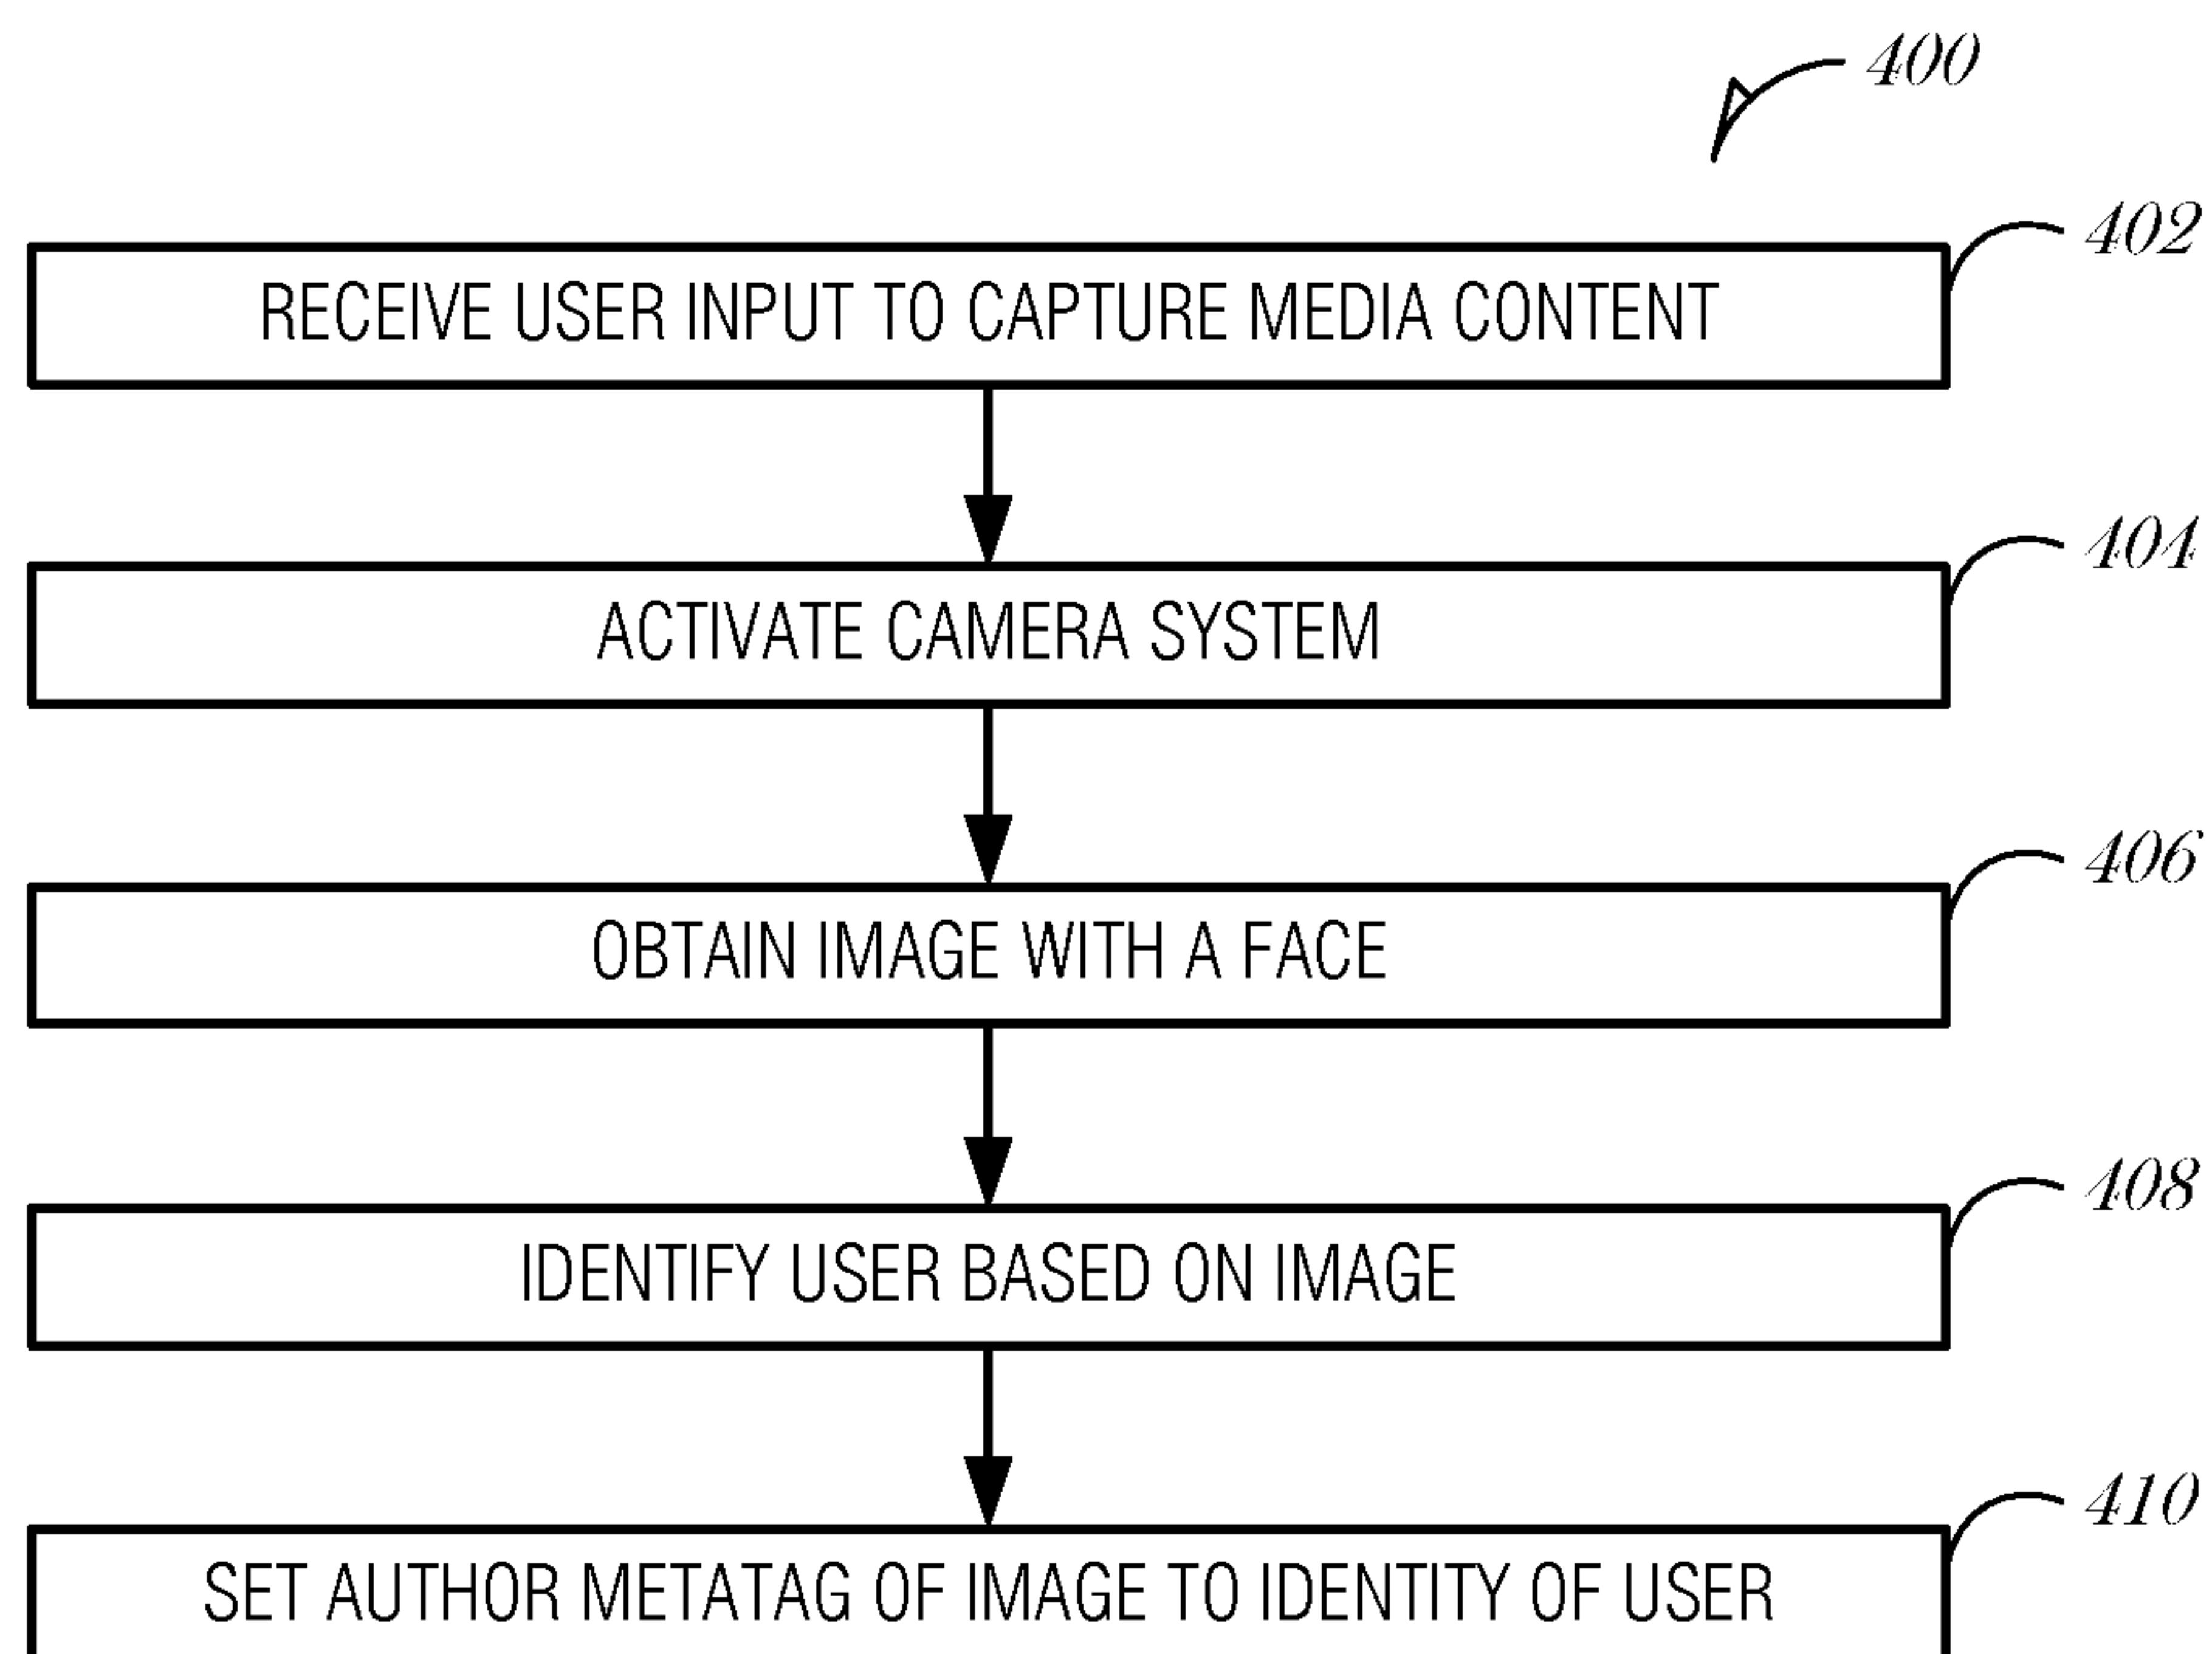 400
402
RECEIVE USER INPUT TO CAPTURE MEDIA CONTENT
404
ACTIVATE CAMERA SYSTEM
406
OBTAIN IMAGE WITH A FACE
408
IDENTIFY USER BASED ON IMAGE
410
SET AUTHOR METATAG OF IMAGE TO IDENTITY OF USER